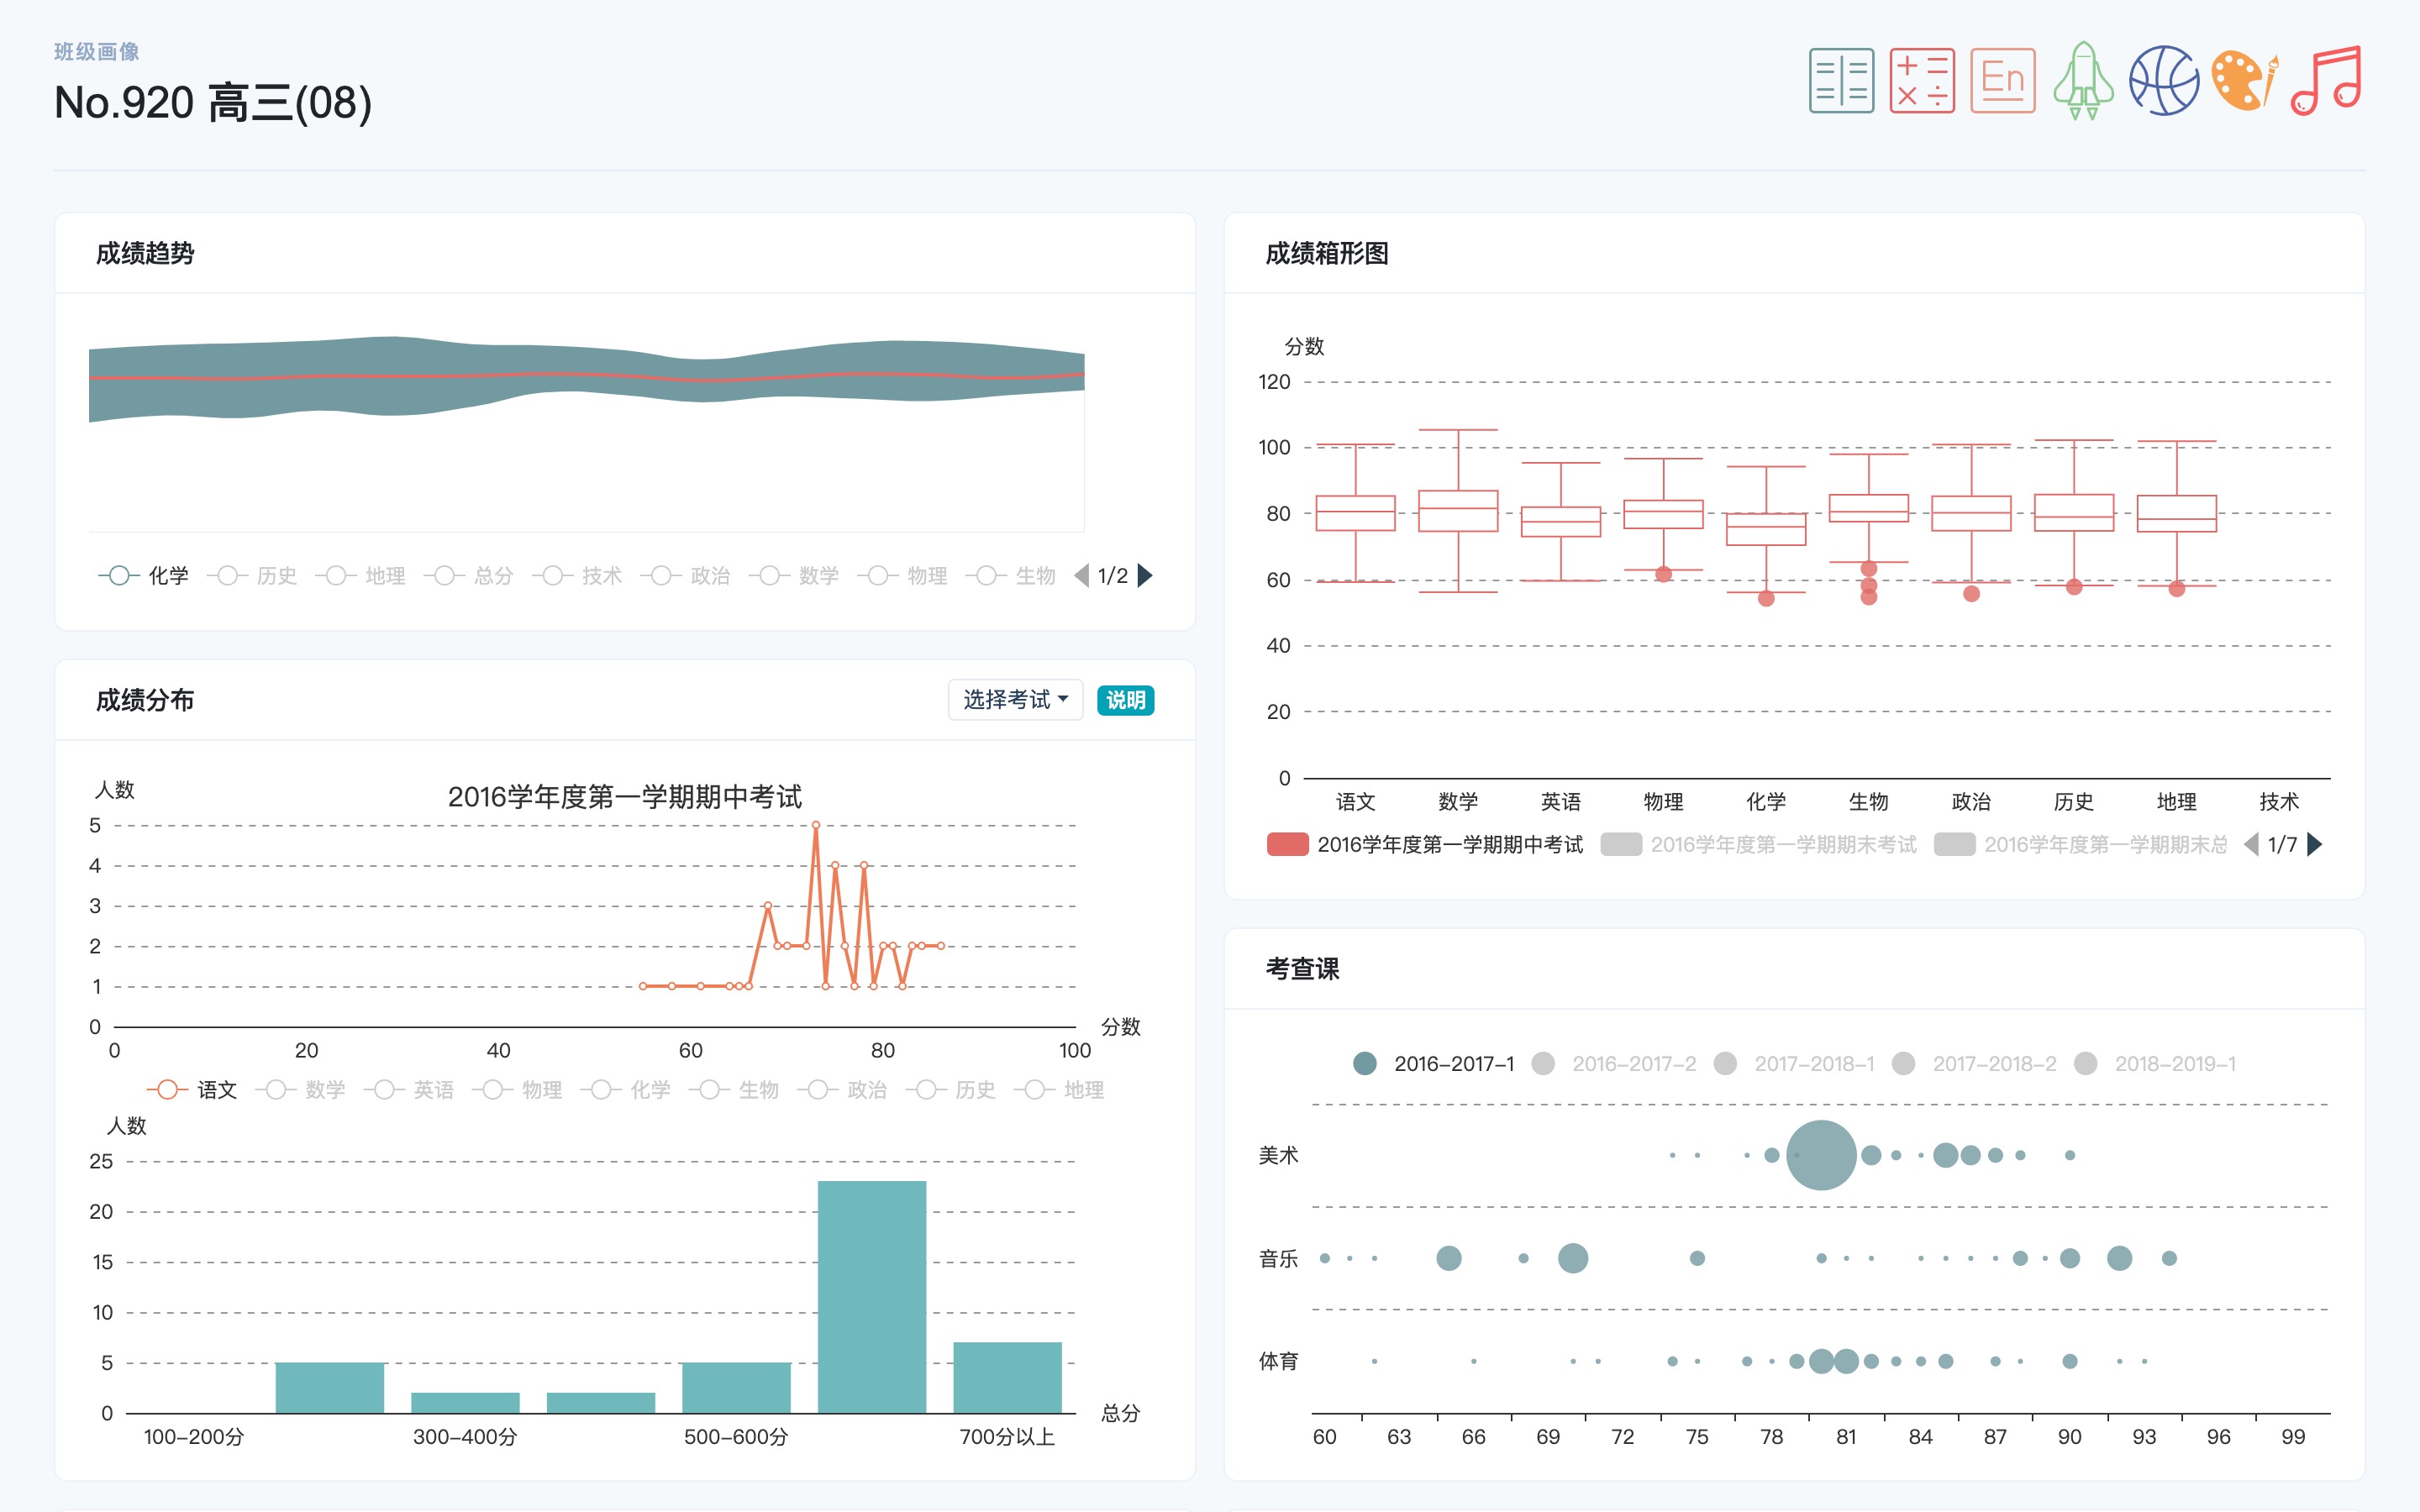 班级画像
No.920 高三(08)
En
成绩趋势
化学 历史 地理 总分 技术 政治 数学 物理 生物 1/2
成绩分布 选择考试 说明
2016学年度第一学期期中考试
人数
5
4
3
2
1
0
分数
0 20 40 60 80 100
语文 数学 英语 物理 化学 生物 政治 历史 地理
人数
25
20
15
10
5
0
总分
100-200分 300-400分 500-600分 700分以上
成绩箱形图
分数
120
100
80
60
40
20
0
语文 数学 英语 物理 化学 生物 政治 历史 地理 技术
2016学年度第一学期期中考试 2016学年度第一学期期末考试 2016学年度第一学期期末总 1/7
考查课
2016-2017-1 2016-2017-2 2017-2018-1 2017-2018-2 2018-2019-1
美术
音乐
体育
60 63 66 69 72 75 78 81 84 87 90 93 96 99